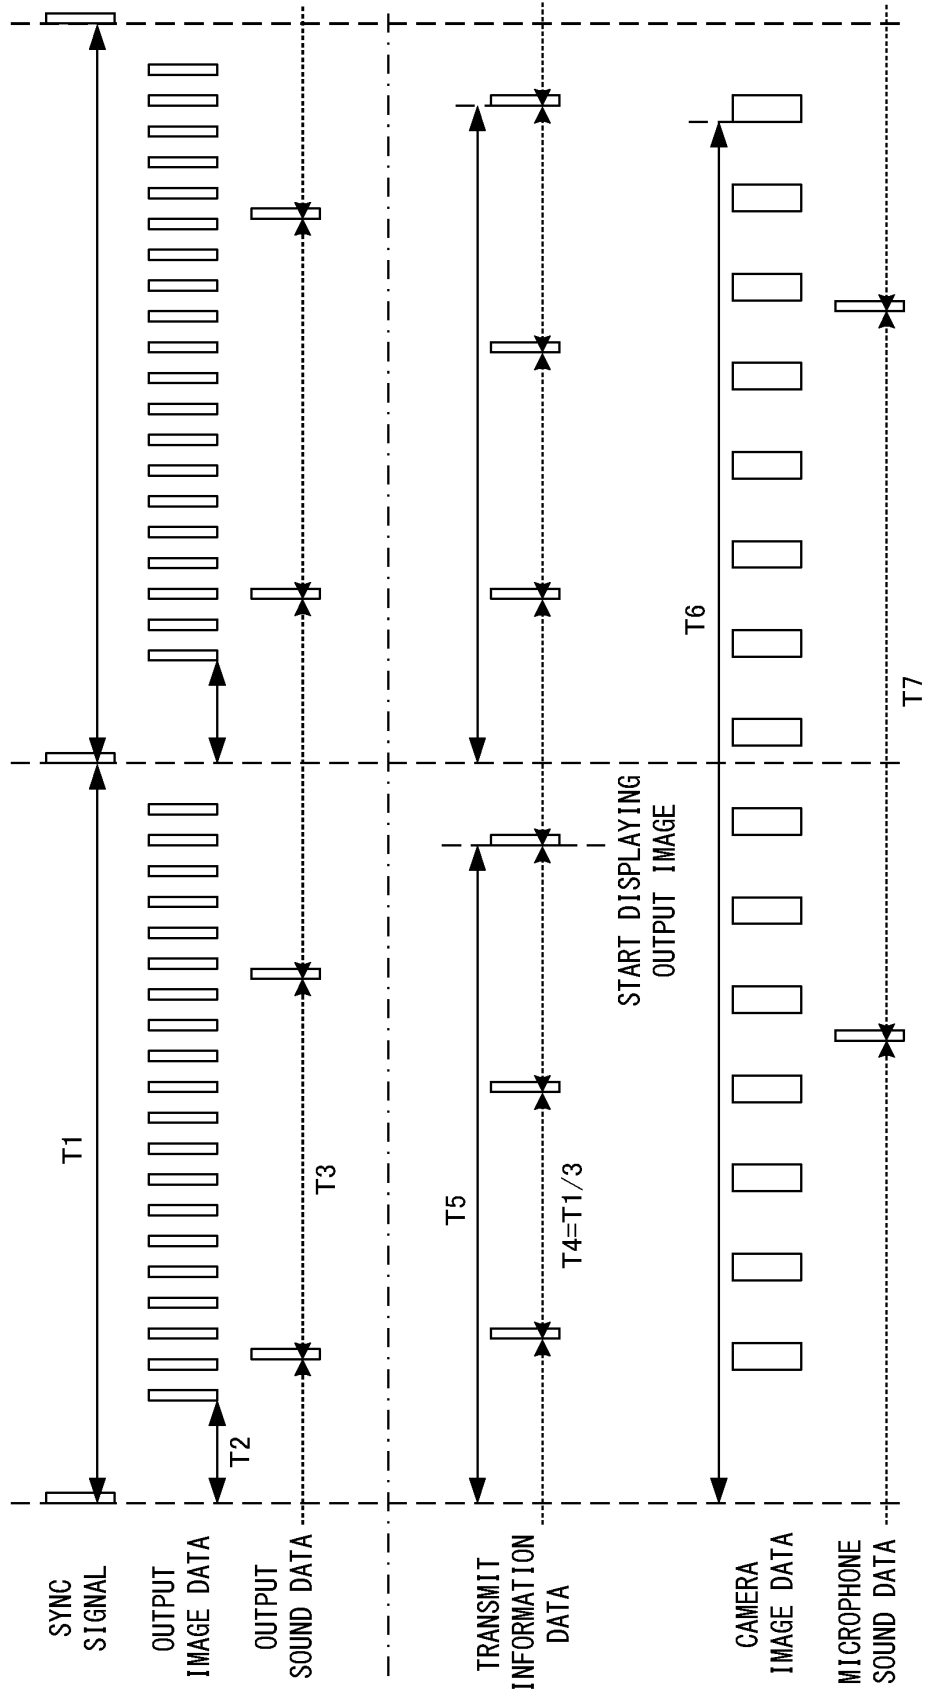 SYNC
SIGNAL
T1
OUTPUT
IMAGE DATA
T2
OUTPUT
SOUND DATA
T3
TRANSMIT
INFORMATION
DATA
T5
T4=T1/3
START DISPLAYING
OUTPUT IMAGE
CAMERA
IMAGE DATA
T6
MICROPHONE
SOUND DATA
T7